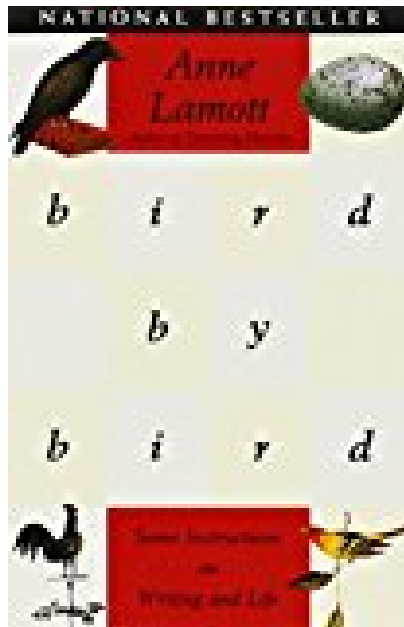 NATIONAL BESTSELLER
Anne
Lamott
b i r d
b y
b i r d
Some Instructions
on
Writing and Life